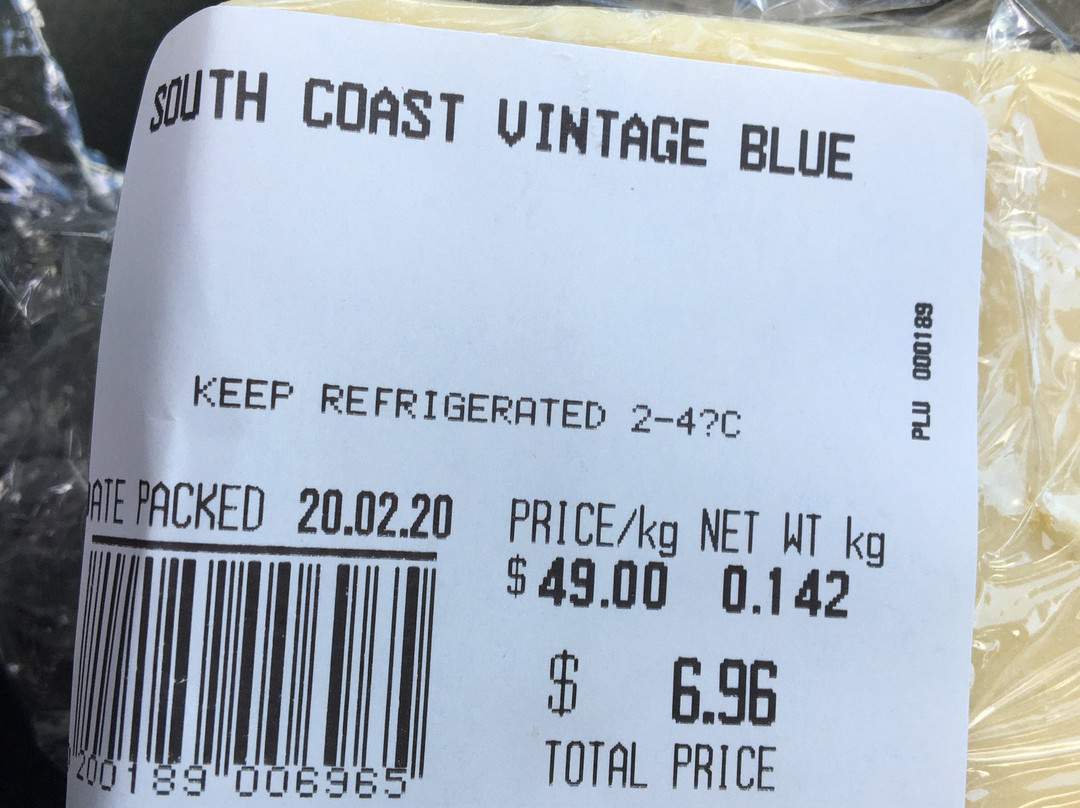 SOUTH COAST VINTAGE BLUE
PLU 000189
KEEP REFRIGERATED 2-4?C
DATE PACKED 20.02.20
PRICE/kg NET WT kg
$49.00 0.142
$ 6.96
TOTAL PRICE
200189 006965